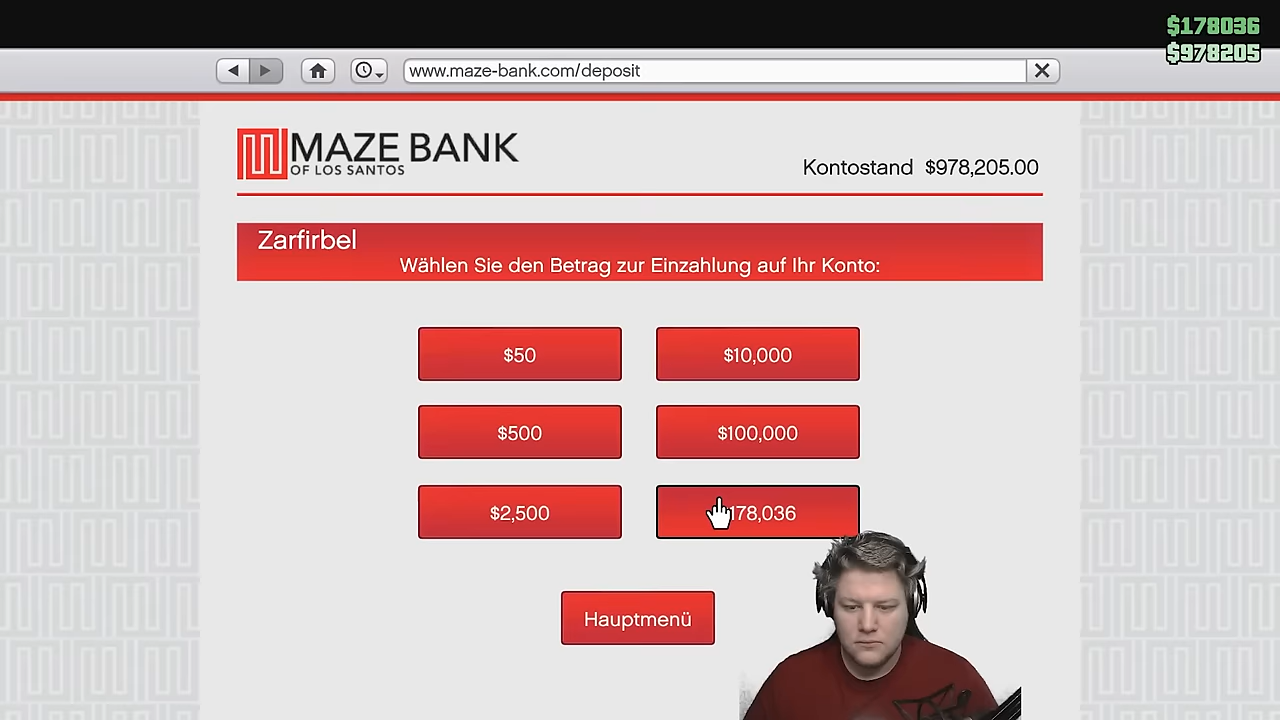 $178036
$978205
www.maze-bank.com/deposit
MAZE BANK
OF LOS SANTOS
Kontostand $978,205.00
Zarfirbel
Wählen Sie den Betrag zur Einzahlung auf Ihr Konto:
$50
$10,000
$500
$100,000
$2,500
178,036
Hauptmenü